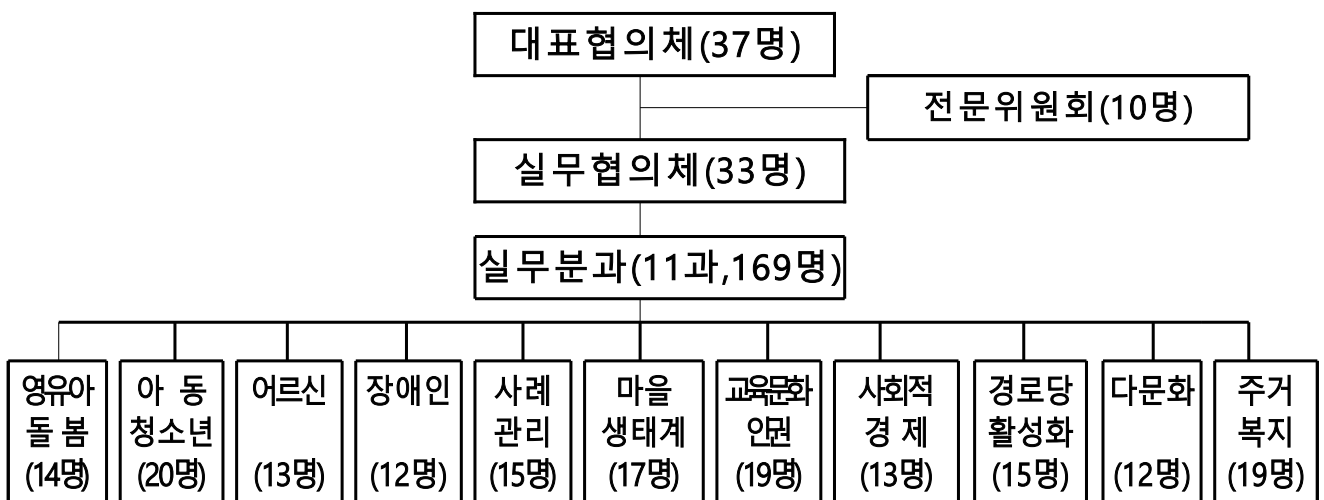 대표협의체(37명)
전문위원회(10명)
실무협의체(33명)
실무분과(11과,169명)
영유아
돌 봄
(14명)
아 동
청소년
(20명)
어르신
(13명)
장애인
(12명)
사례
관리
(15명)
마을
생태계
(17명)
교육문화
인권
(19명)
사회적
경 제
(13명)
경로당
활성화
(15명)
다문화
(12명)
주거
복지
(19명)